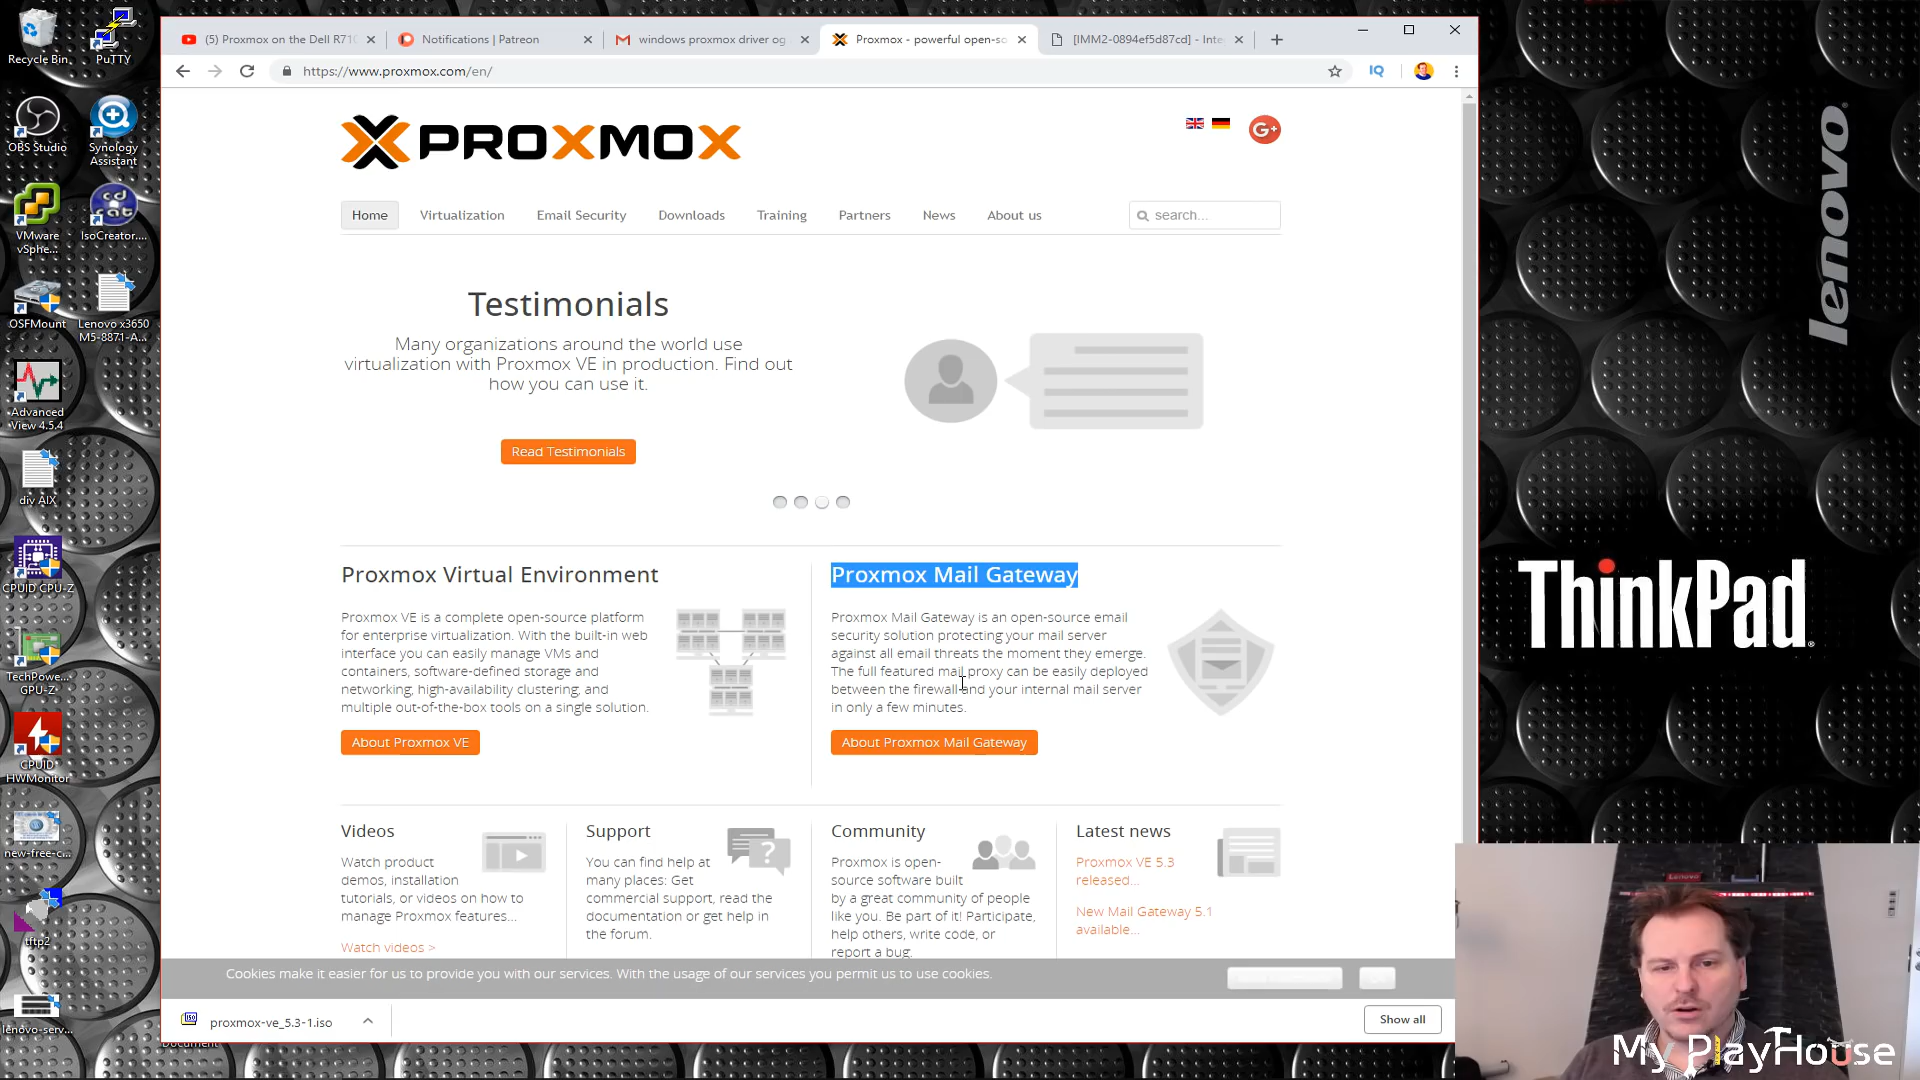 Recycle Bin
PuTTY
OBS Studio
Synology
Assistant
VMware
vSphe...
IsoCreator....
OSFMount
Lenovo x3650
M5-8871-A...
Advanced
View 4.5.4
div AIX
CPUID CPU-Z
TechPowe...
GPU-Z
CPUID
HWMonitor
new-free-c...
tftp2
lenovo-serv...
(5) Proxmox on the Dell R710
Notifications | Patreon
windows proxmox driver og
Proxmox - powerful open-so
[IMM2-0894ef5d87cd] - Inte
https://www.proxmox.com/en/
IQ
PROXMOX
G+
Home
Virtualization
Email Security
Downloads
Training
Partners
News
About us
search...
Testimonials
Many organizations around the world use
virtualization with Proxmox VE in production. Find out
how you can use it.
Read Testimonials
Proxmox Virtual Environment
Proxmox VE is a complete open-source platform
for enterprise virtualization. With the built-in web
interface you can easily manage VMs and
containers, software-defined storage and
networking, high-availability clustering, and
multiple out-of-the-box tools on a single solution.
About Proxmox VE
Proxmox Mail Gateway
Proxmox Mail Gateway is an open-source email
security solution protecting your mail server
against all email threats the moment they emerge.
The full featured mail proxy can be easily deployed
between the firewall and your internal mail server
in only a few minutes.
About Proxmox Mail Gateway
Videos
Watch product
demos, installation
tutorials, or videos on how to
manage Proxmox features...
Watch videos >
Support
You can find help at
many places: Get
commercial support, read the
documentation or get help in
the forum.
Community
Proxmox is open-
source software built
by a great community of people
like you. Be part of it! Participate,
help others, write code, or
report a bug.
Latest news
Proxmox VE 5.3
released...
New Mail Gateway 5.1
available...
Cookies make it easier for us to provide you with our services. With the usage of our services you permit us to use cookies.
proxmox-ve_5.3-1.iso
Show all
lenovo
ThinkPad
My PlayHouse